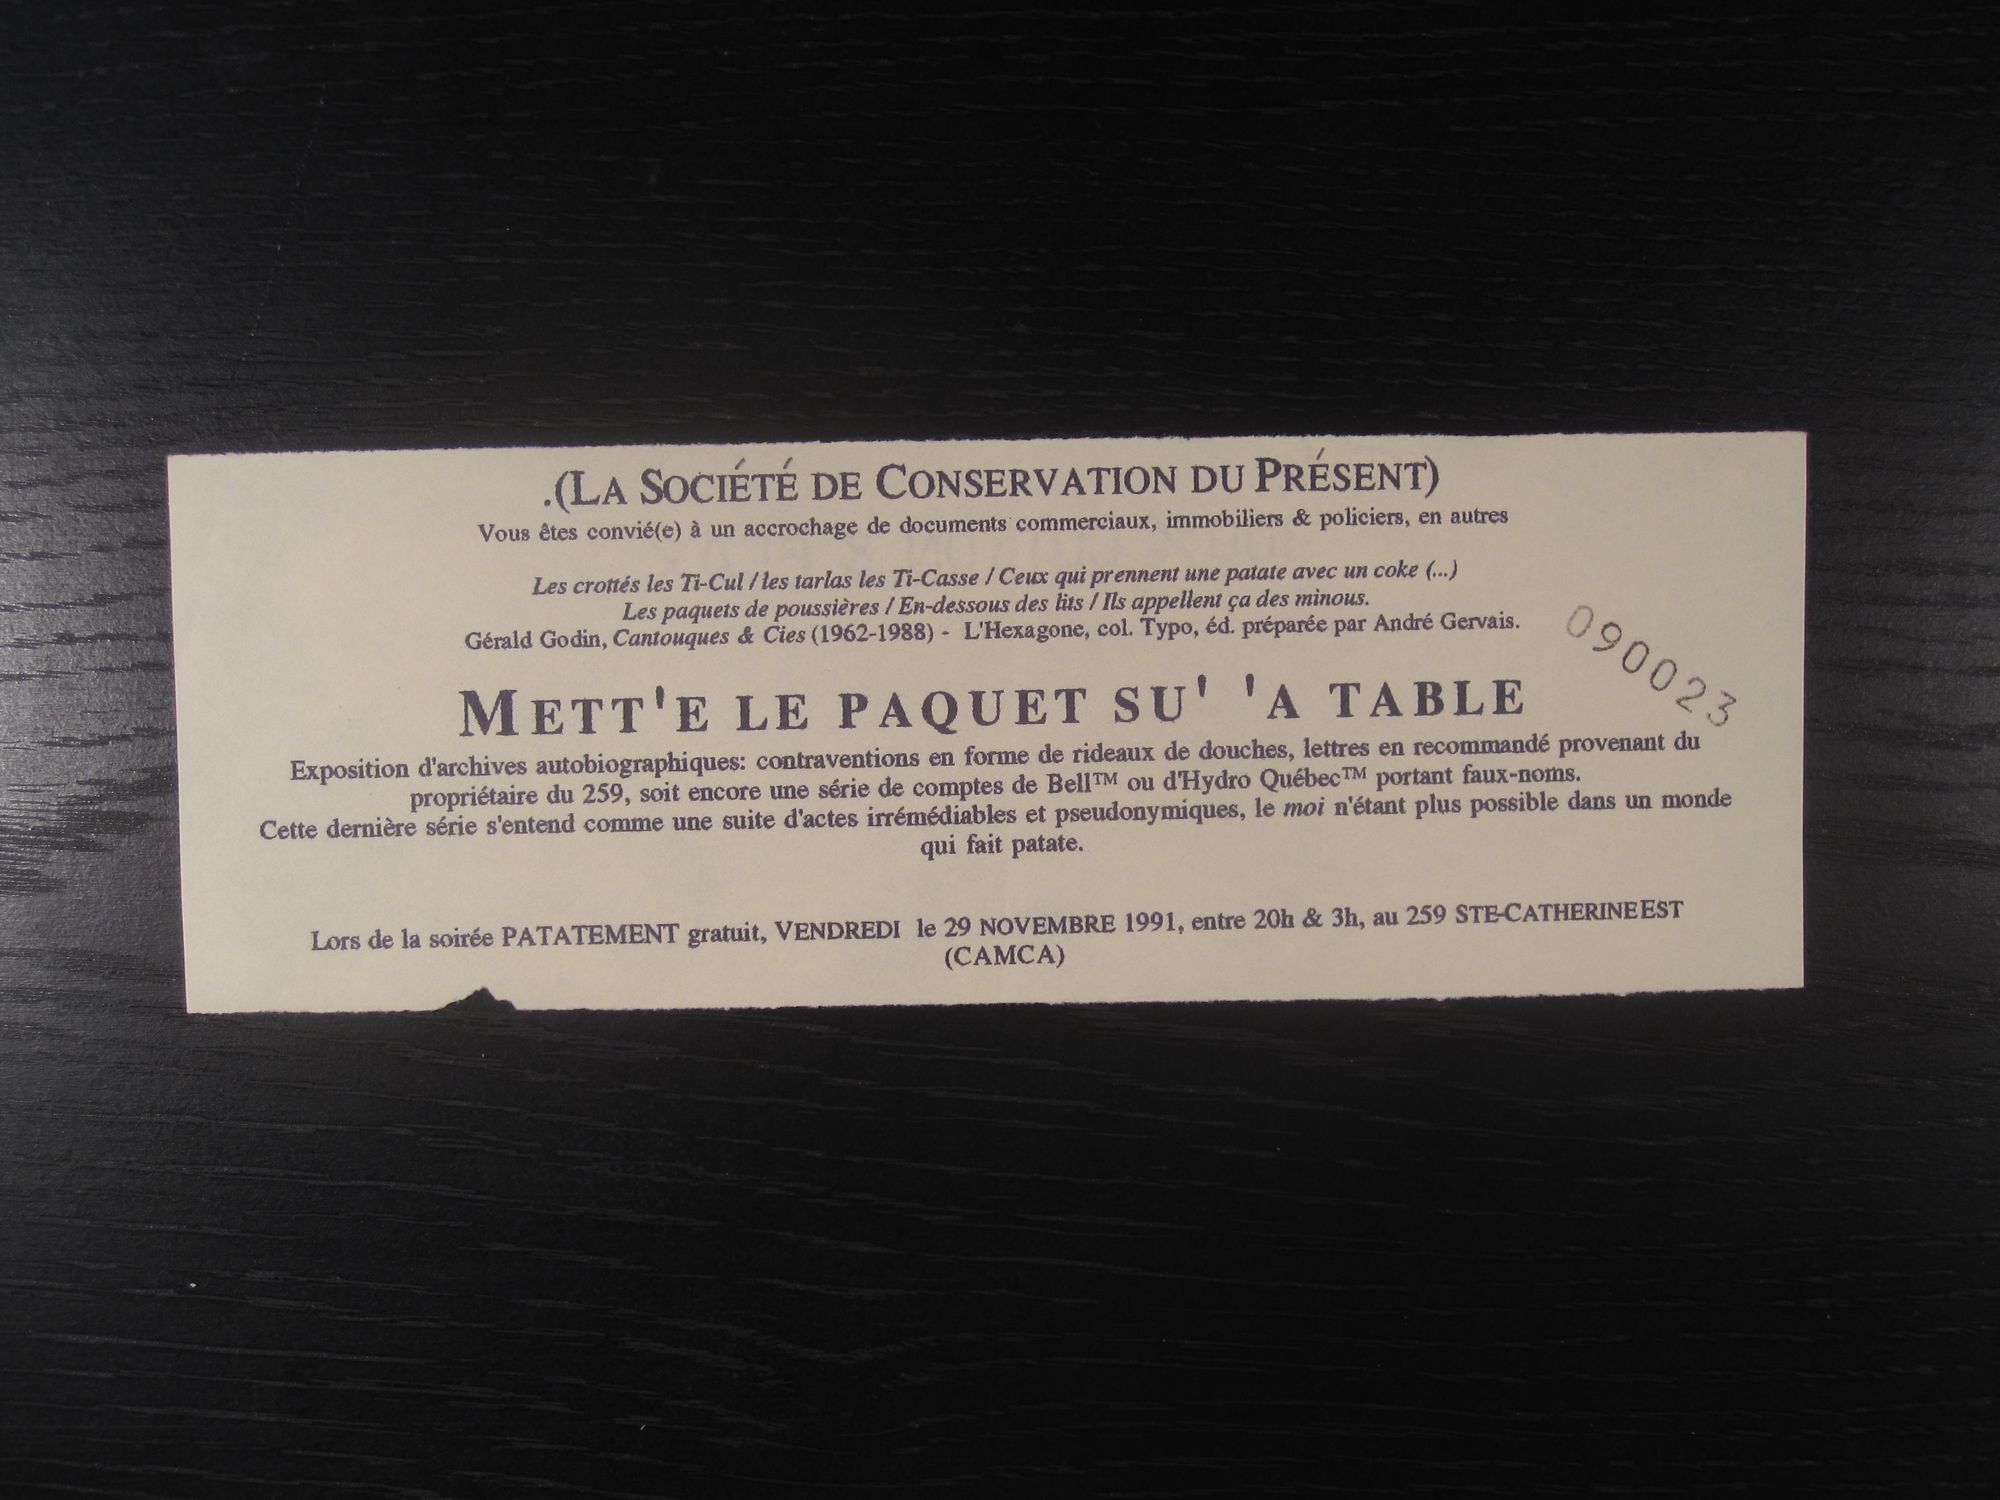 .(LA SOCIÉTÉ DE CONSERVATION DU PRÉSENT)
Vous êtes convié(e) à un accrochage de documents commerciaux, immobiliers & policiers, en autres
Les crottés les Ti-Cul / les tarlas les Ti-Casse / Ceux qui prennent une patate avec un coke (...)
Les paquets de poussières / En-dessous des lits / Ils appellent ça des minous.
Gérald Godin, Cantouques & Cies (1962-1988) - L'Hexagone, col. Typo, éd. préparée par André Gervais.
090023
METT'E LE PAQUET SU' 'A TABLE
Exposition d'archives autobiographiques: contraventions en forme de rideaux de douches, lettres en recommandé provenant du
propriétaire du 259, soit encore une série de comptes de Bell™ ou d'Hydro Québec™ portant faux-noms.
Cette dernière série s'entend comme une suite d'actes irrémédiables et pseudonymiques, le moi n'étant plus possible dans un monde
qui fait patate.
Lors de la soirée PATATEMENT gratuit, VENDREDI le 29 NOVEMBRE 1991, entre 20h & 3h, au 259 STE-CATHERINE EST
(CAMCA)